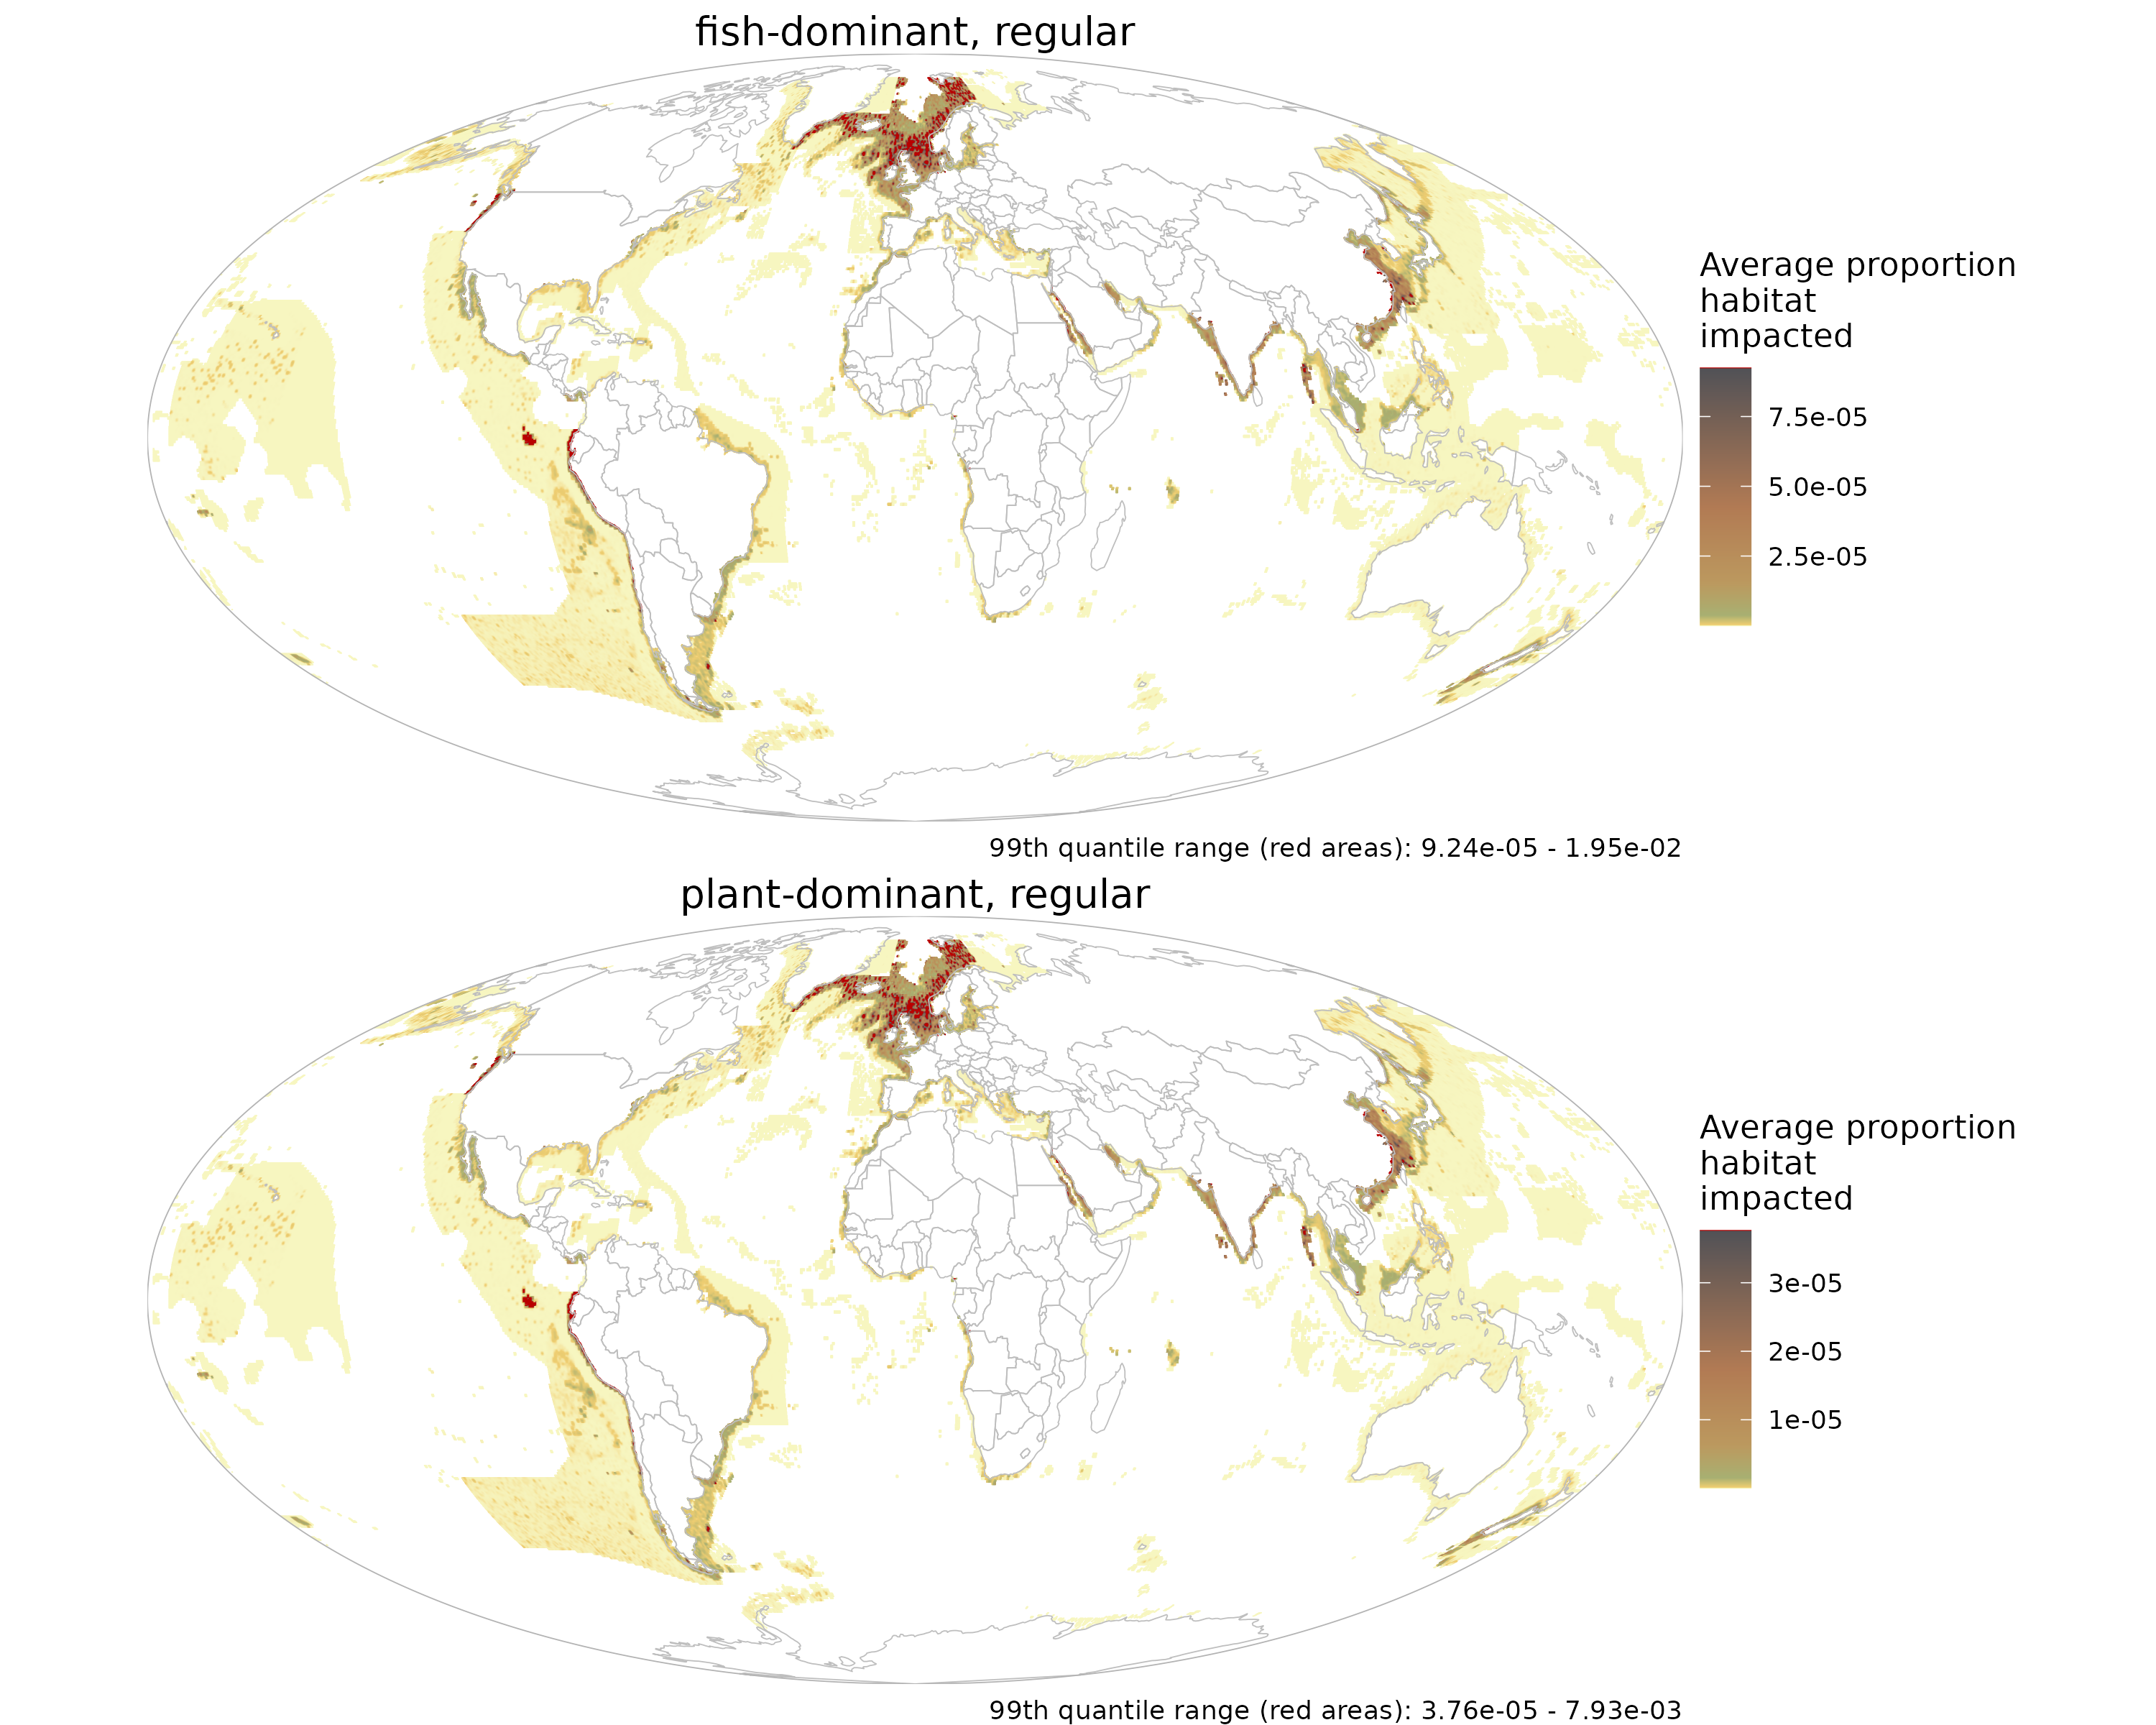 fish-dominant, regular
Average proportion
habitat
impacted
7.5e-05
5.0e-05
2.5e-05
99th quantile range (red areas): 9.24e-05 - 1.95e-02
plant-dominant, regular
Average proportion
habitat
impacted
3e-05
2e-05
1e-05
99th quantile range (red areas): 3.76e-05 - 7.93e-03